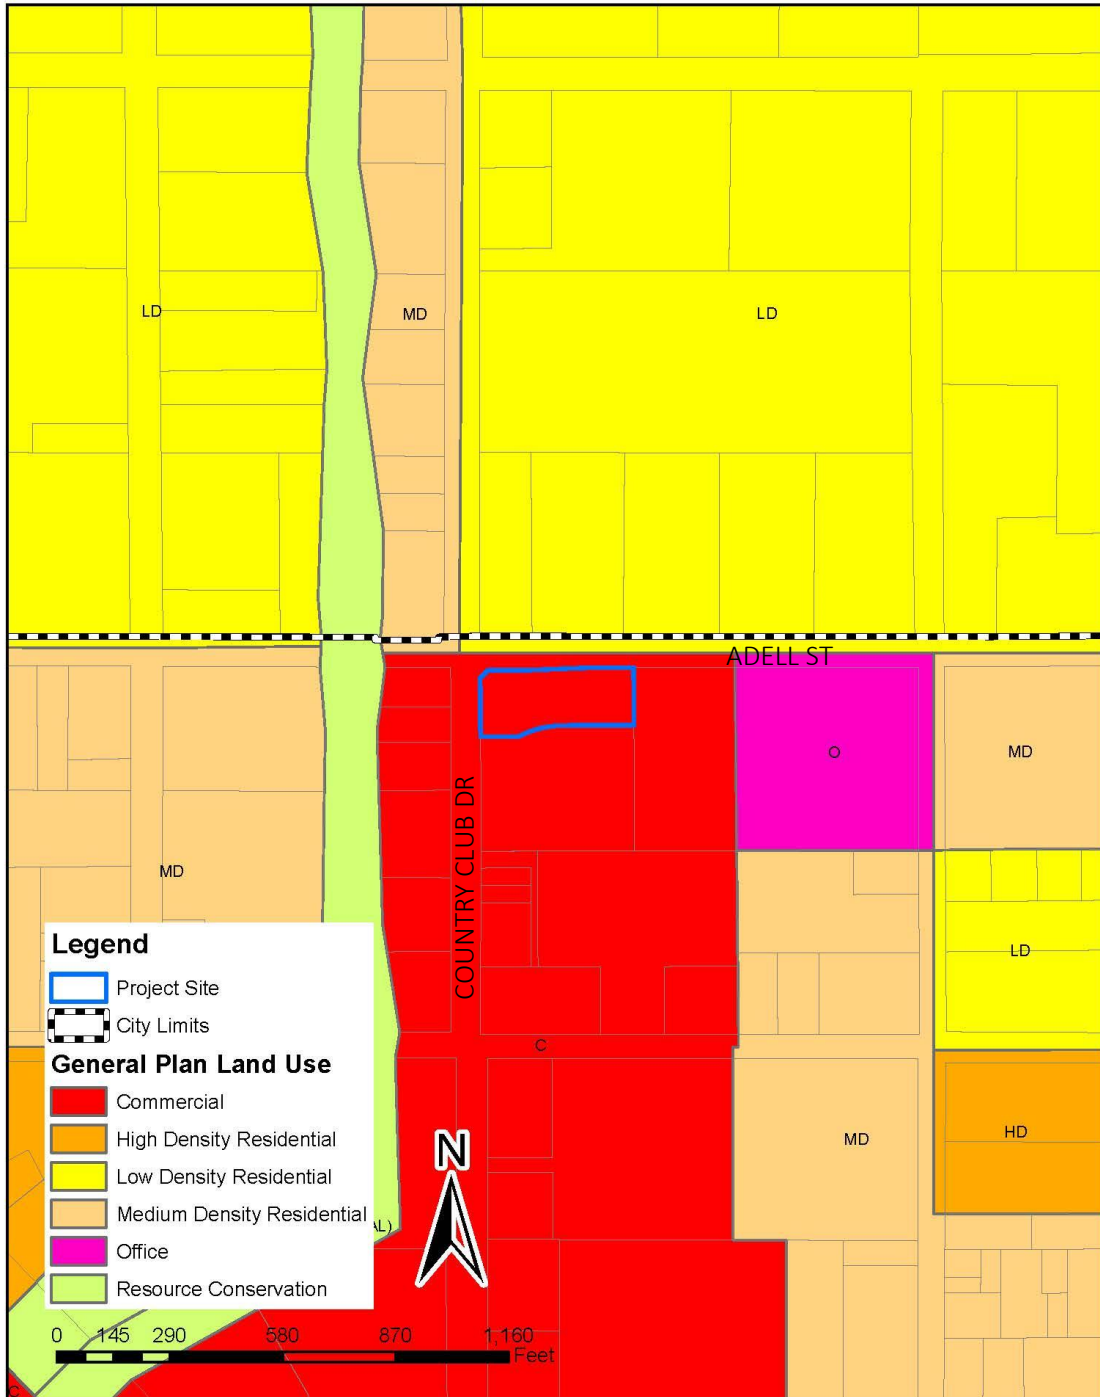 LD
MD
LD
ADELL ST
O
MD
COUNTRY CLUB DR
MD
LD
C
MD
HD
Legend
Project Site
City Limits
General Plan Land Use
Commercial
High Density Residential
Low Density Residential
Medium Density Residential
Office
Resource Conservation
AL)
N
0 145 290 580 870 1,160
Feet
C